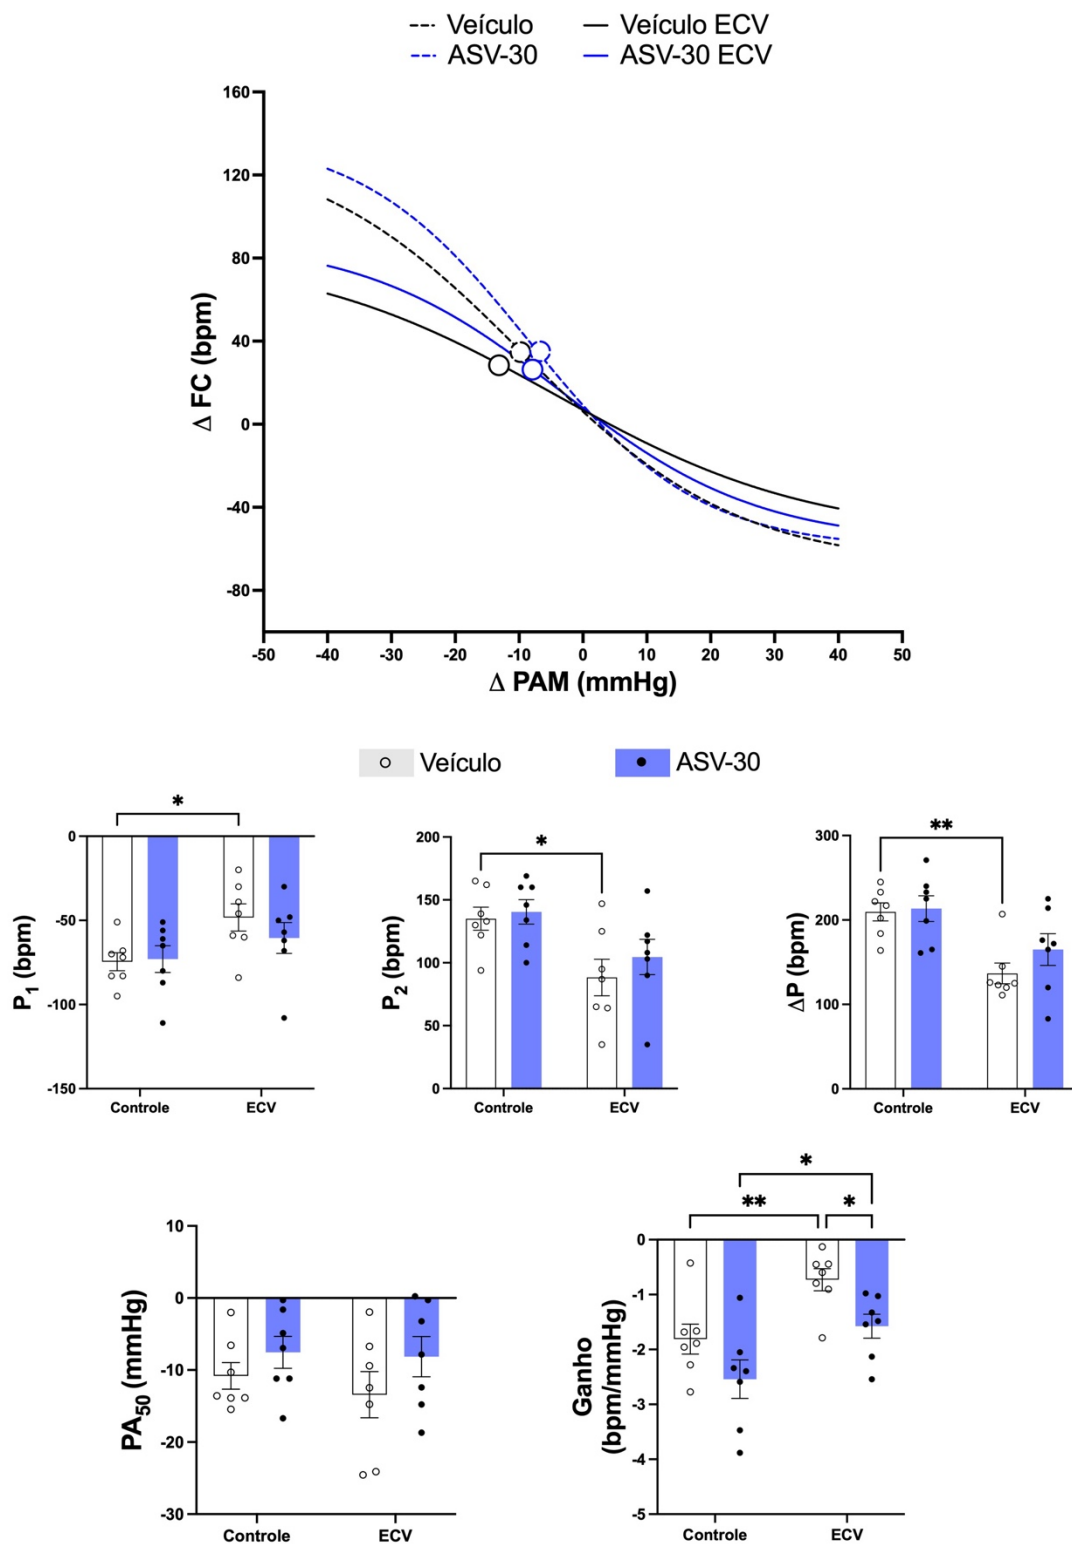 Veículo
Veículo ECV
ASV-30
ASV-30 ECV
160
120
80
40
0
-40
-80
Δ FC (bpm)
-50 -40 -30 -20 -10 0 10 20 30 40 50
Δ PAM (mmHg)
Veículo
ASV-30
*
0
-50
-100
-150
P1 (bpm)
Controle ECV
*
200
150
100
50
0
P2 (bpm)
Controle ECV
**
300
200
100
0
ΔP (bpm)
Controle ECV
10
0
-10
-20
-30
PA50 (mmHg)
Controle ECV
*
** *
0
-1
-2
-3
-4
-5
Ganho
(bpm/mmHg)
Controle ECV